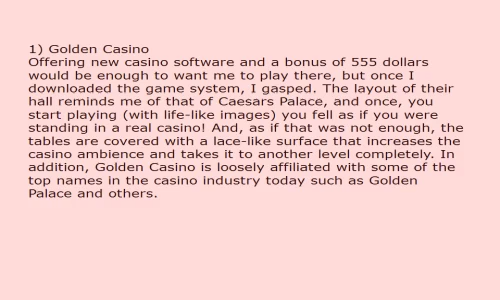 1) Golden Casino
Offering new casino software and a bonus of 555 dollars
would be enough to want me to play there, but once I
downloaded the game system, I gasped. The layout of their
hall reminds me of that of Caesars Palace, and once, you
start playing (with life-like images) you fell as if you were
standing in a real casino! And, as if that was not enough, the
tables are covered with a lace-like surface that increases the
casino ambience and takes it to another level completely. In
addition, Golden Casino is loosely affiliated with some of the
top names in the casino industry today such as Golden
Palace and others.